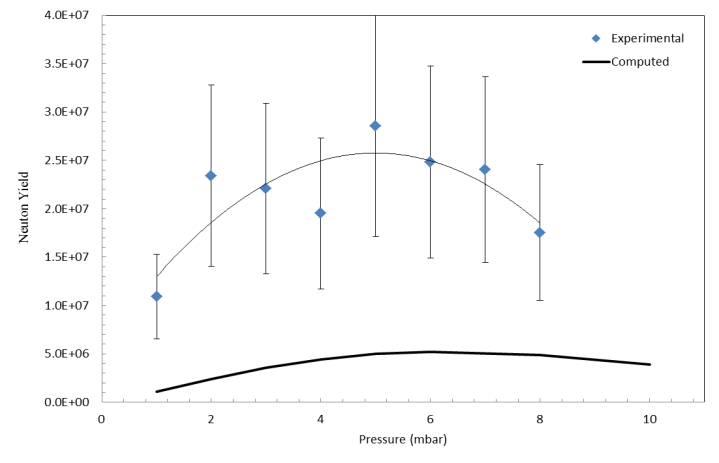 4.0E+07
3.5E+07
3.0E+07
2.5E+07
2.0E+07
1.5E+07
1.0E+07
5.0E+06
0.0E+00
Neuton Yield
Experimental
Computed
0 2 4 6 8 10
Pressure (mbar)